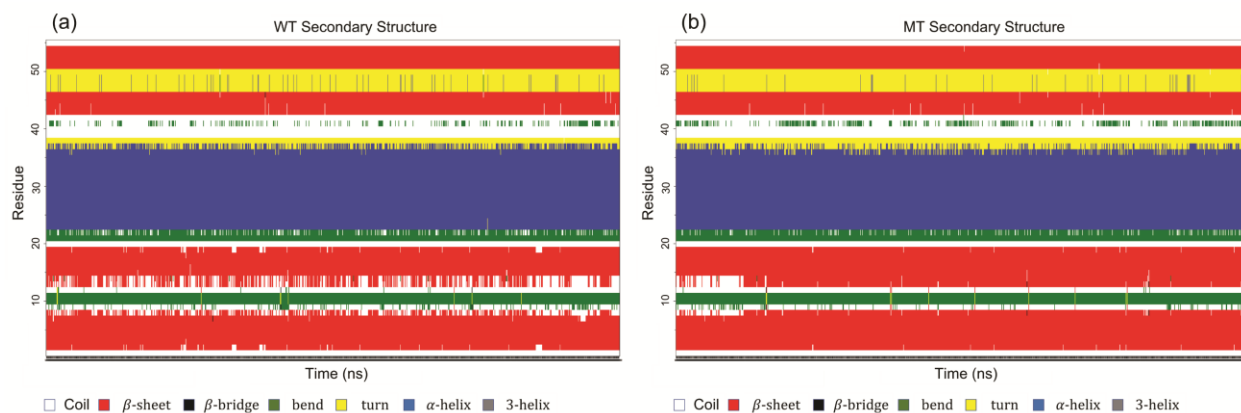 (a)
WT Secondary Structure
50
40
30
20
10
Residue
Time (ns)
Coil β-sheet β-bridge bend turn α-helix 3-helix
(b)
MT Secondary Structure
50
40
30
20
10
Residue
Time (ns)
Coil β-sheet β-bridge bend turn α-helix 3-helix